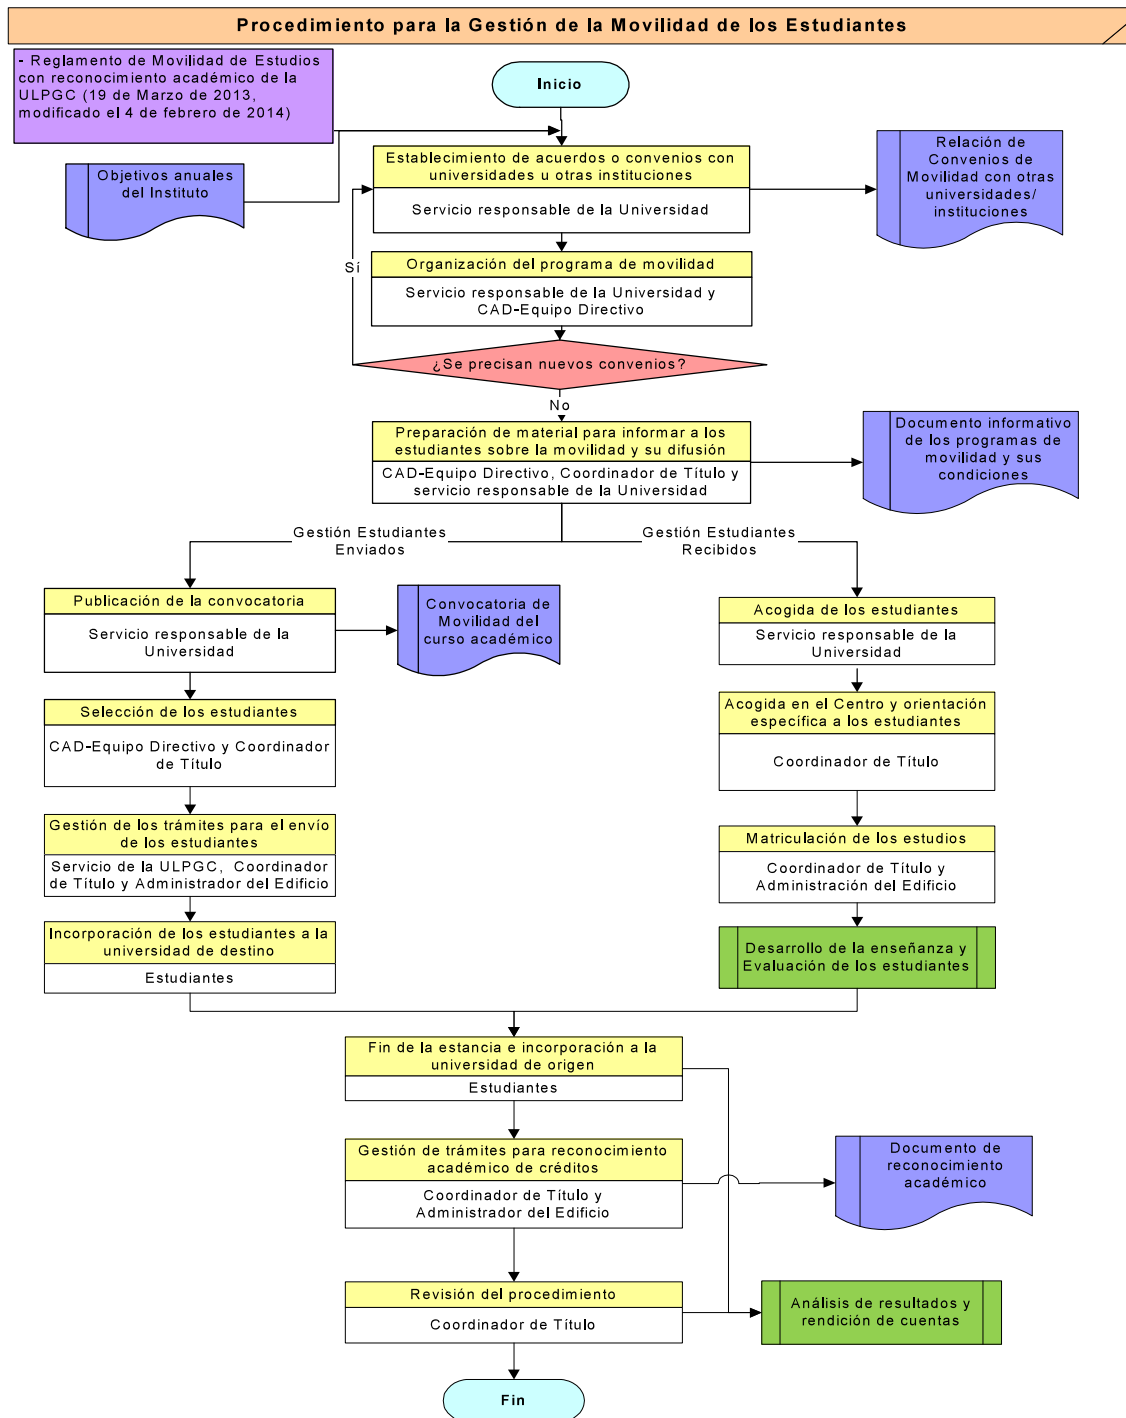 Procedimiento para la Gestión de la Movilidad de los Estudiantes
- Reglamento de Movilidad de Estudios
con reconocimiento académico de la
ULPGC (19 de Marzo de 2013,
modificado el 4 de febrero de 2014)
Inicio
Objetivos anuales
del Instituto
Establecimiento de acuerdos o convenios con
universidades u otras instituciones
Servicio responsable de la Universidad
Relación de
Convenios de
Movilidad con otras
universidades/
instituciones
Sí
Organización del programa de movilidad
Servicio responsable de la Universidad y
CAD-Equipo Directivo
¿Se precisan nuevos convenios?
No
Preparación de material para informar a los
estudiantes sobre la movilidad y su difusión
CAD-Equipo Directivo, Coordinador de Título y
servicio responsable de la Universidad
Documento informativo
de los programas de
movilidad y sus
condiciones
Gestión Estudiantes
Enviados
Gestión Estudiantes
Recibidos
Publicación de la convocatoria
Servicio responsable de la
Universidad
Convocatoria de
Movilidad del
curso académico
Selección de los estudiantes
CAD-Equipo Directivo y Coordinador
de Título
Gestión de los trámites para el envío
de los estudiantes
Servicio de la ULPGC, Coordinador
de Título y Administrador del Edificio
Incorporación de los estudiantes a la
universidad de destino
Estudiantes
Acogida de los estudiantes
Servicio responsable de la
Universidad
Acogida en el Centro y orientación
específica a los estudiantes
Coordinador de Título
Matriculación de los estudios
Coordinador de Título y
Administración del Edificio
Desarrollo de la enseñanza y
Evaluación de los estudiantes
Fin de la estancia e incorporación a la
universidad de origen
Estudiantes
Gestión de trámites para reconocimiento
académico de créditos
Coordinador de Título y
Administrador del Edificio
Documento de
reconocimiento
académico
Revisión del procedimiento
Coordinador de Título
Análisis de resultados y
rendición de cuentas
Fin